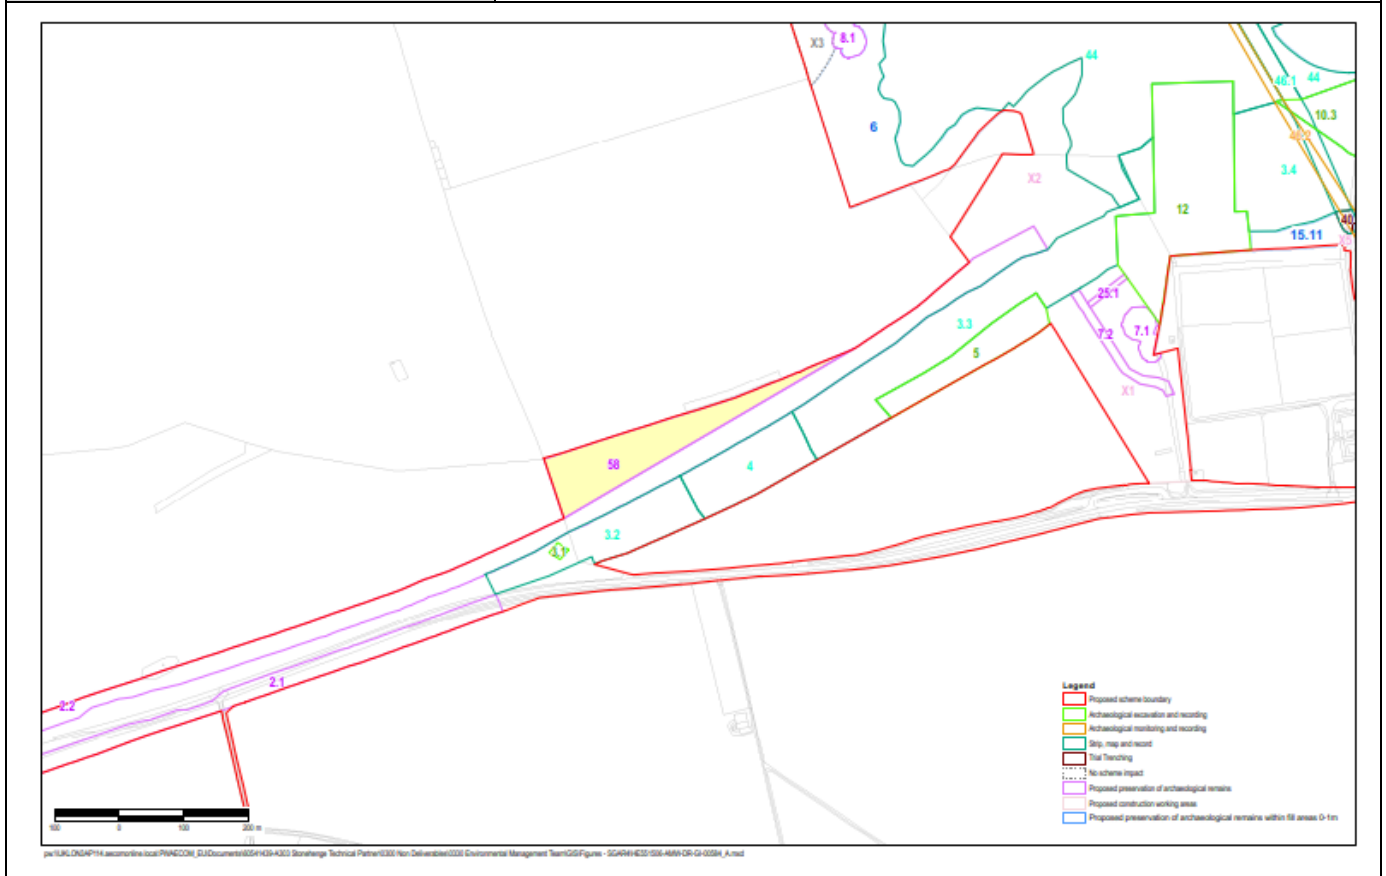 X3
8.1
44
46.1
44
10.3
6
46.2
3.4
X2
12
40
15.11
X5
25.1
7.2
7.1
3.3
5
X1
58
4
3.2
3.1
2.1
2.2
Legend
Proposed scheme boundary
Archaeological excavation and recording
Archaeological monitoring and recording
Strip, map and record
Trial Trenching
No scheme impact
Proposed preservation of archaeological remains
Proposed construction working areas
Proposed preservation of archaeological remains within fill areas 0-1m
100 0 100 200 m